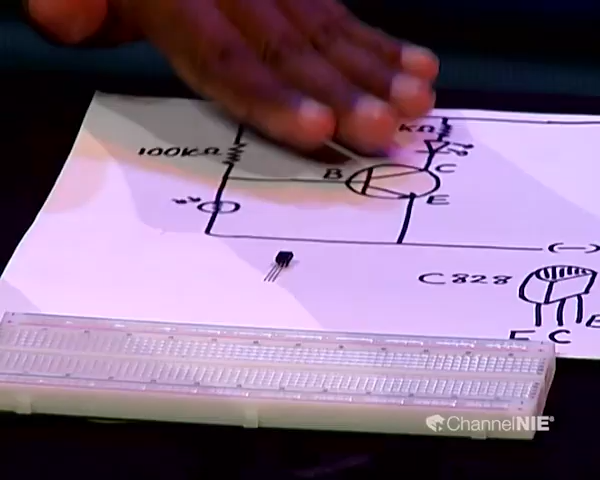 KΩ
100KΩ
B
C
E
(-)
C828
E C B
ChannelNIE®